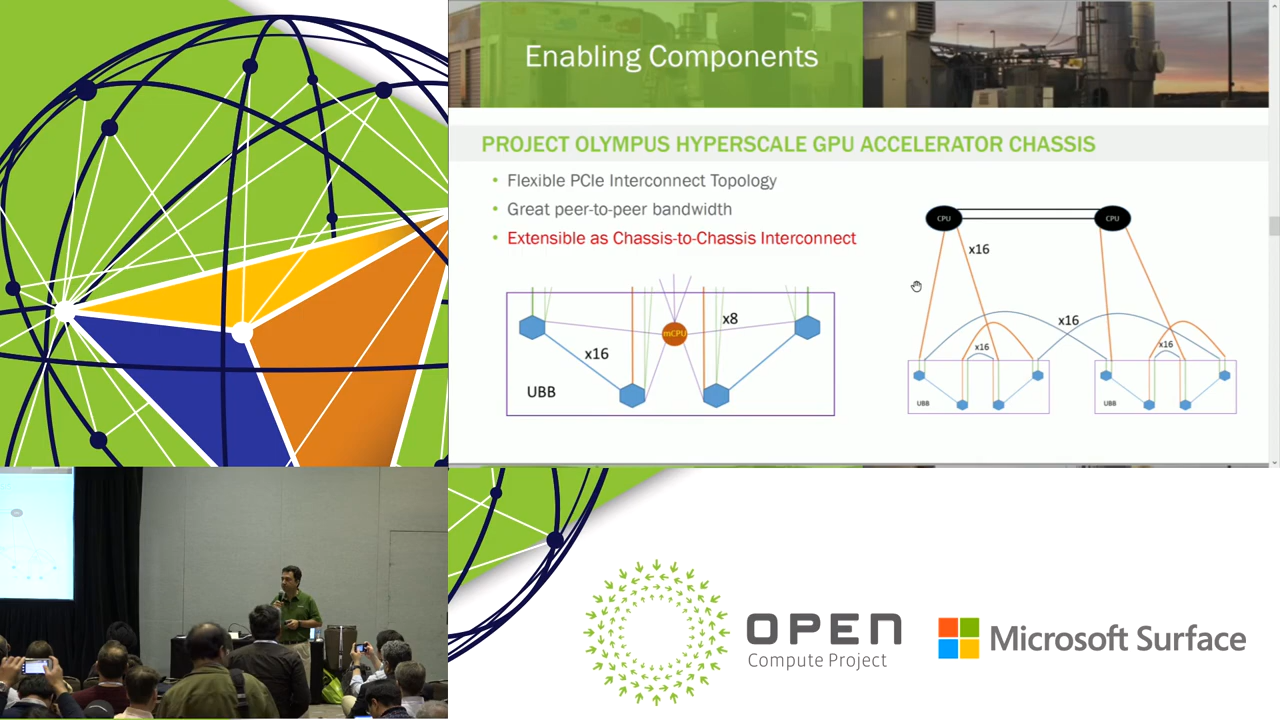 Enabling Components
PROJECT OLYMPUS HYPERSCALE GPU ACCELERATOR CHASSIS
• Flexible PCIe Interconnect Topology
• Great peer-to-peer bandwidth
• Extensible as Chassis-to-Chassis Interconnect
mCPU
x8
x16
UBB
CPU
CPU
x16
x16
x16
x16
UBB
UBB
OPEN
Compute Project
Microsoft Surface